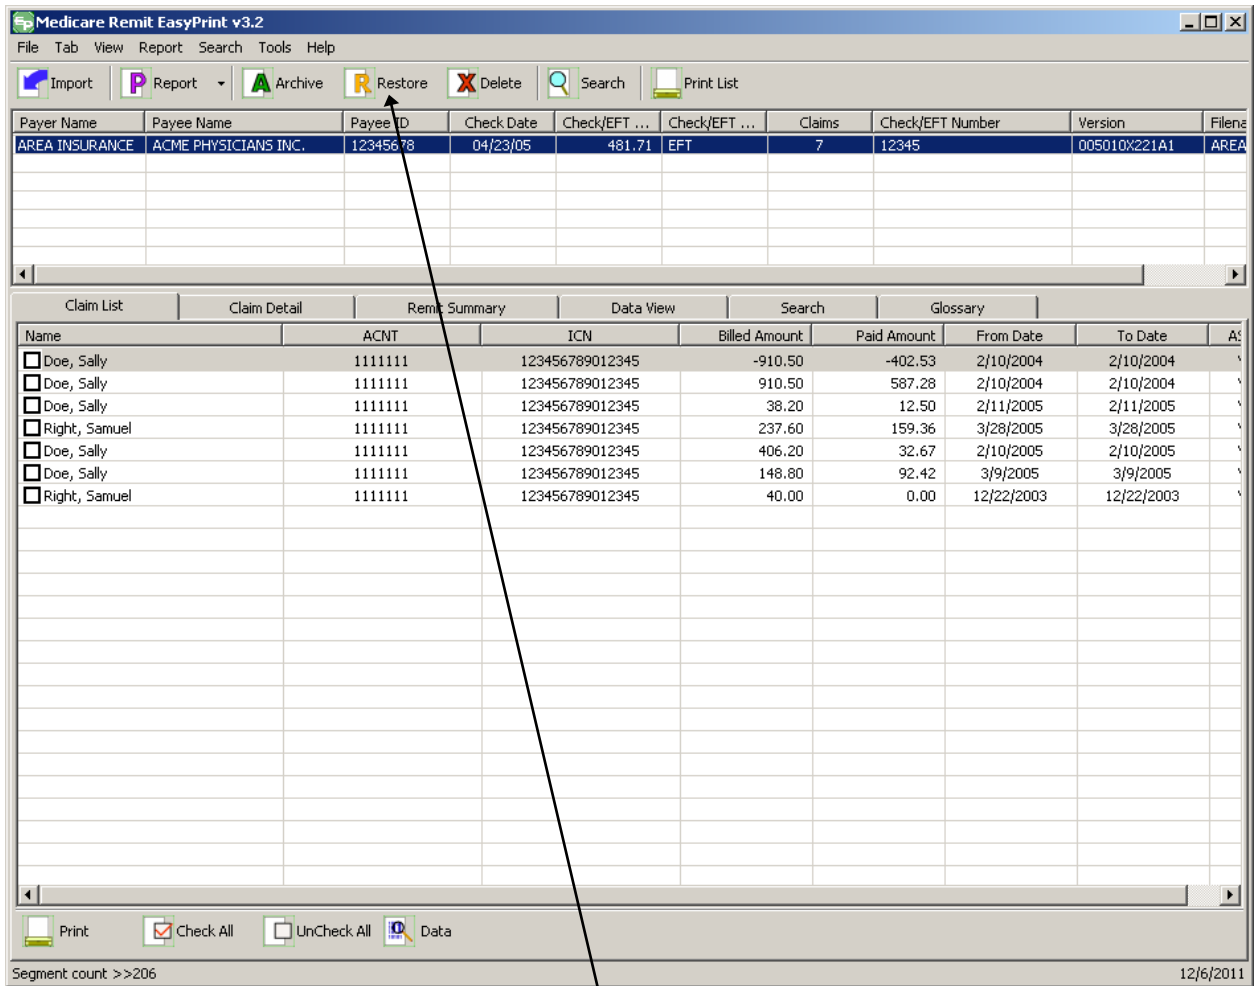 Medicare Remit EasyPrint v3.2
File Tab View Report Search Tools Help
Import P Report A Archive R Restore X Delete Search Print List
Payer Name Payee Name Payee ID Check Date Check/EFT ... Check/EFT ... Claims Check/EFT Number Version Filena
AREA INSURANCE ACME PHYSICIANS INC. 12345678 04/23/05 481.71 EFT 7 12345 005010X221A1 AREA
Claim List Claim Detail Remit Summary Data View Search Glossary
Name ACNT ICN Billed Amount Paid Amount From Date To Date AS
Doe, Sally 1111111 123456789012345 -910.50 -402.53 2/10/2004 2/10/2004
Doe, Sally 1111111 123456789012345 910.50 587.28 2/10/2004 2/10/2004
Doe, Sally 1111111 123456789012345 38.20 12.50 2/11/2005 2/11/2005
Right, Samuel 1111111 123456789012345 237.60 159.36 3/28/2005 3/28/2005
Doe, Sally 1111111 123456789012345 406.20 32.67 2/10/2005 2/10/2005
Doe, Sally 1111111 123456789012345 148.80 92.42 3/9/2005 3/9/2005
Right, Samuel 1111111 123456789012345 40.00 0.00 12/22/2003 12/22/2003
Print Check All UnCheck All Data
Segment count >>206 12/6/2011